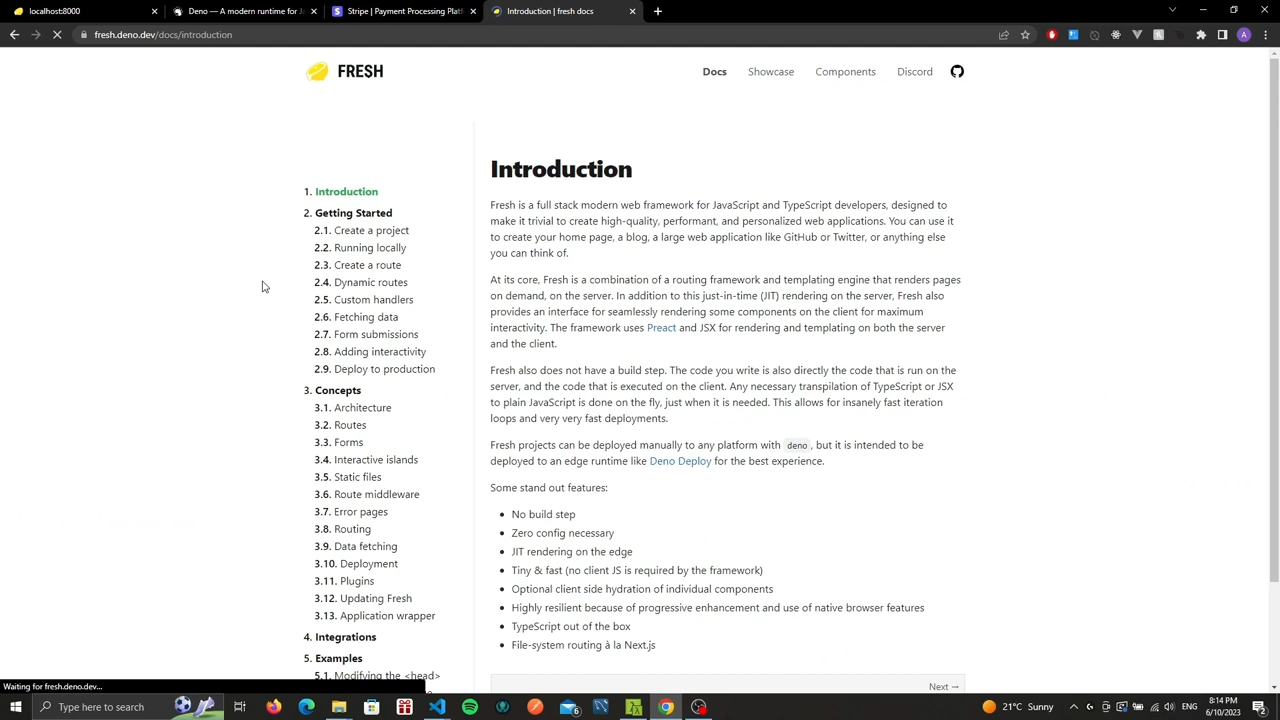 localhost:8000
Deno — A modern runtime for Ja
Stripe | Payment Processing Platf
Introduction | fresh docs
fresh.deno.dev/docs/introduction
FRESH
Docs
Showcase
Components
Discord
1. Introduction
2. Getting Started
2.1. Create a project
2.2. Running locally
2.3. Create a route
2.4. Dynamic routes
2.5. Custom handlers
2.6. Fetching data
2.7. Form submissions
2.8. Adding interactivity
2.9. Deploy to production
3. Concepts
3.1. Architecture
3.2. Routes
3.3. Forms
3.4. Interactive islands
3.5. Static files
3.6. Route middleware
3.7. Error pages
3.8. Routing
3.9. Data fetching
3.10. Deployment
3.11. Plugins
3.12. Updating Fresh
3.13. Application wrapper
4. Integrations
5. Examples
5.1. Modifying the <head>
Introduction
Fresh is a full stack modern web framework for JavaScript and TypeScript developers, designed to
make it trivial to create high-quality, performant, and personalized web applications. You can use it
to create your home page, a blog, a large web application like GitHub or Twitter, or anything else
you can think of.
At its core, Fresh is a combination of a routing framework and templating engine that renders pages
on demand, on the server. In addition to this just-in-time (JIT) rendering on the server, Fresh also
provides an interface for seamlessly rendering some components on the client for maximum
interactivity. The framework uses Preact and JSX for rendering and templating on both the server
and the client.
Fresh also does not have a build step. The code you write is also directly the code that is run on the
server, and the code that is executed on the client. Any necessary transpilation of TypeScript or JSX
to plain JavaScript is done on the fly, just when it is needed. This allows for insanely fast iteration
loops and very very fast deployments.
Fresh projects can be deployed manually to any platform with deno, but it is intended to be
deployed to an edge runtime like Deno Deploy for the best experience.
Some stand out features:
• No build step
• Zero config necessary
• JIT rendering on the edge
• Tiny & fast (no client JS is required by the framework)
• Optional client side hydration of individual components
• Highly resilient because of progressive enhancement and use of native browser features
• TypeScript out of the box
• File-system routing à la Next.js
Next →
Waiting for fresh.deno.dev...
Type here to search
21°C Sunny
ENG
8:14 PM
6/10/2023